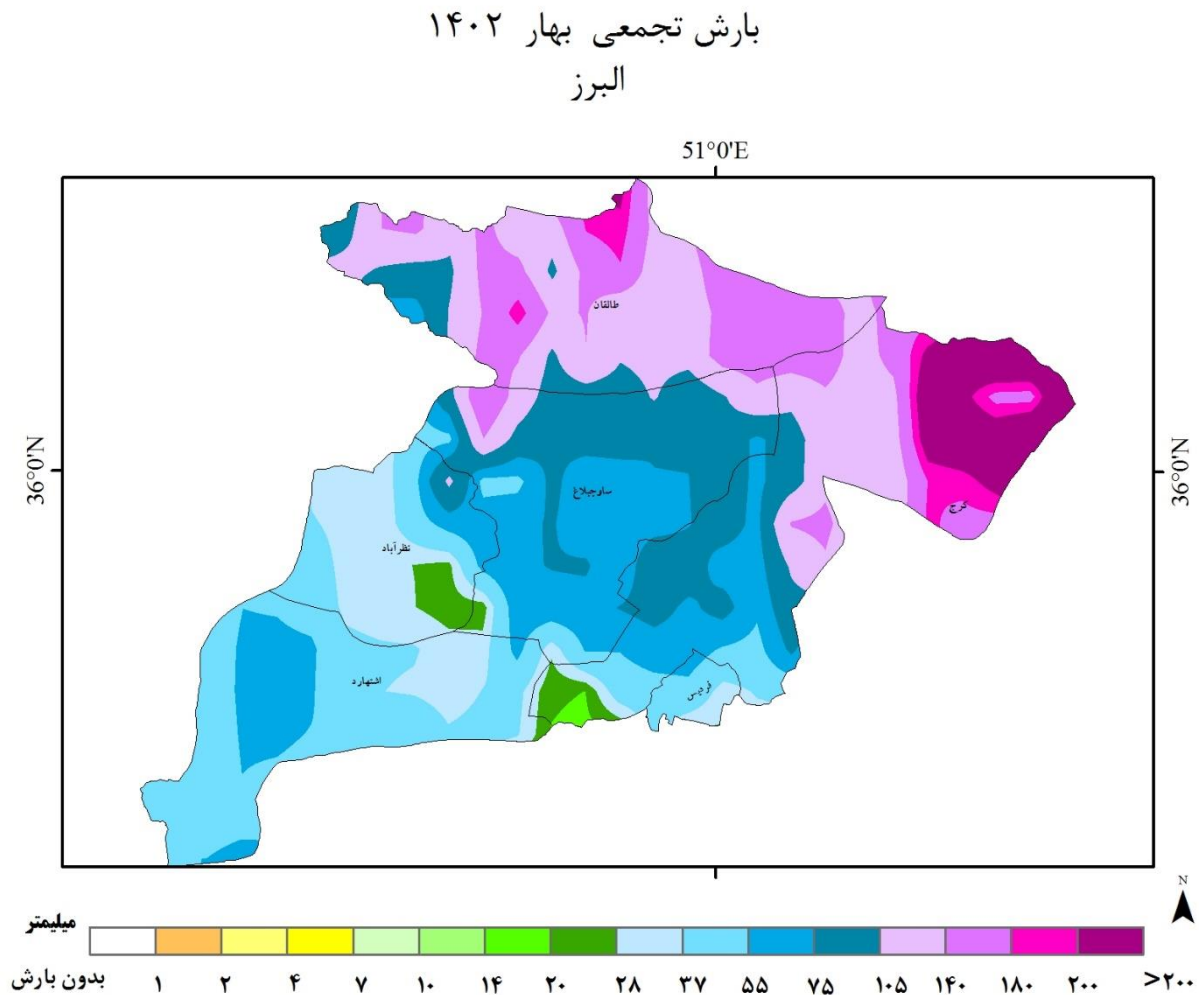 بارش تجمعی بهار ۱۴۰۲
البرز
51°0'E
36°0'N
36°0'N
طالقان
ساوجبلاغ
کرج
نظرآباد
اشتهارد
فردیس
N
میلیمتر
بدون بارش ۱ ۲ ۴ ۷ ۱۰ ۱۴ ۲۰ ۲۸ ۳۷ ۵۵ ۷۵ ۱۰۵ ۱۴۰ ۱۸۰ ۲۰۰ >۲۰۰